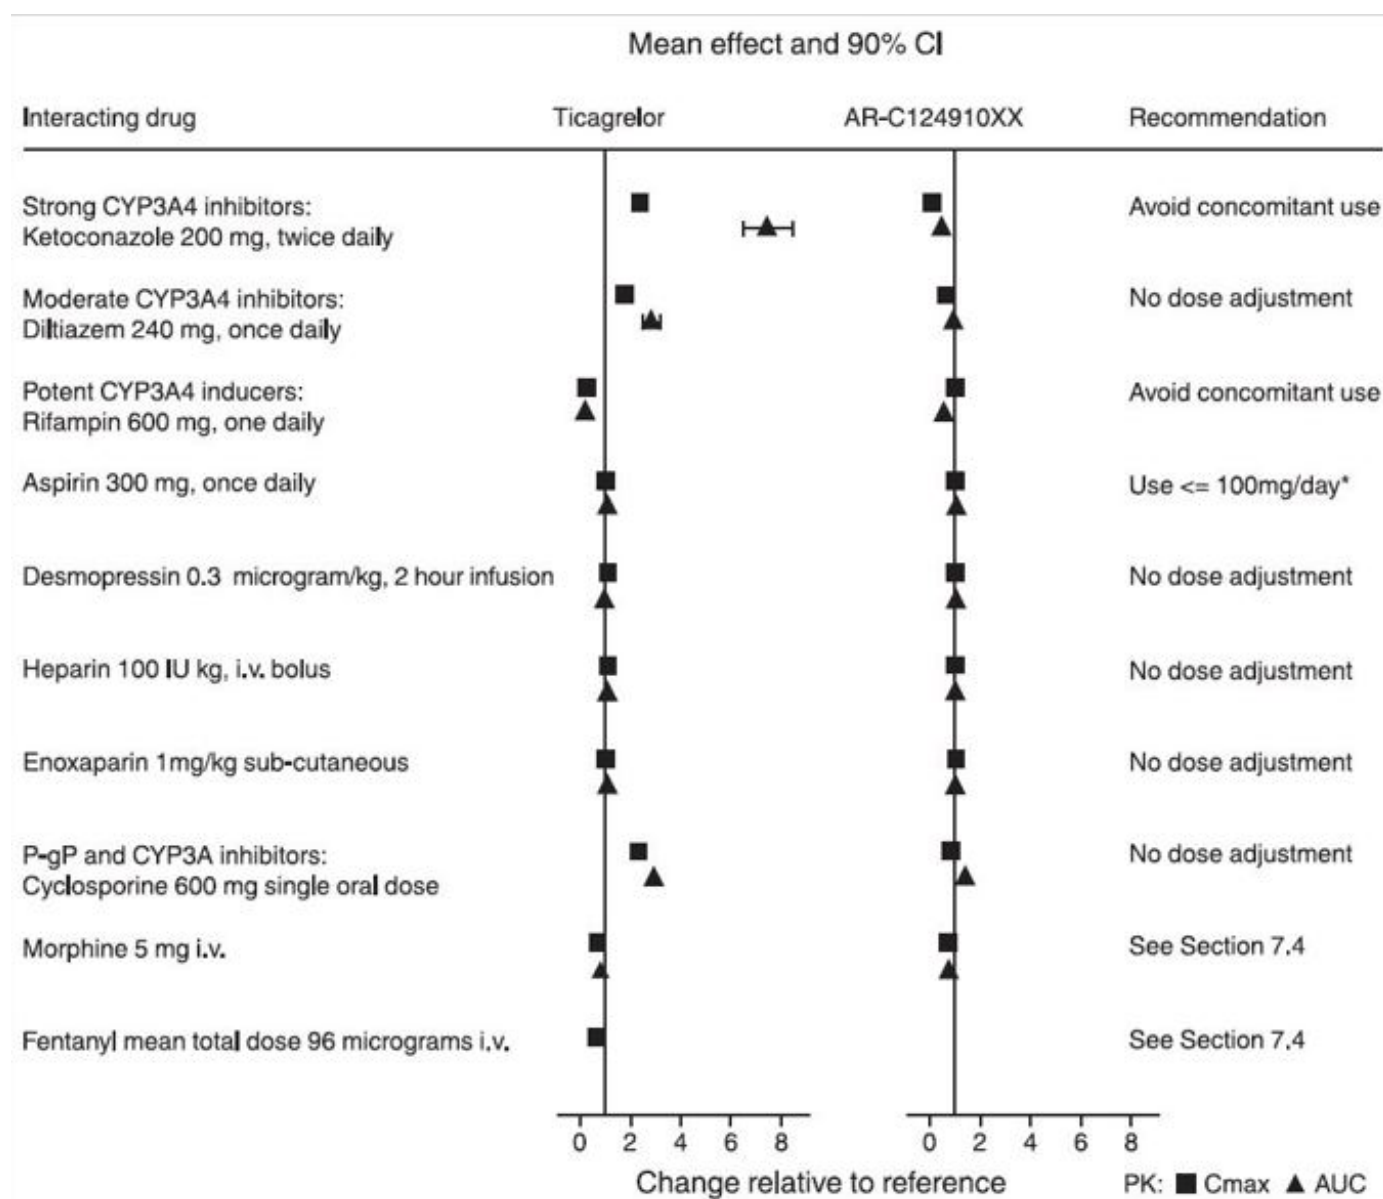 Mean effect and 90% CI
Interacting drug Ticagrelor AR-C124910XX Recommendation
Strong CYP3A4 inhibitors:
Ketoconazole 200 mg, twice daily
Avoid concomitant use
Moderate CYP3A4 inhibitors:
Diltiazem 240 mg, once daily
No dose adjustment
Potent CYP3A4 inducers:
Rifampin 600 mg, one daily
Avoid concomitant use
Aspirin 300 mg, once daily
Use <= 100mg/day*
Desmopressin 0.3 microgram/kg, 2 hour infusion
No dose adjustment
Heparin 100 IU kg, i.v. bolus
No dose adjustment
Enoxaparin 1mg/kg sub-cutaneous
No dose adjustment
P-gP and CYP3A inhibitors:
Cyclosporine 600 mg single oral dose
No dose adjustment
Morphine 5 mg i.v.
See Section 7.4
Fentanyl mean total dose 96 micrograms i.v.
See Section 7.4
0 2 4 6 8 0 2 4 6 8
Change relative to reference
PK: Cmax AUC